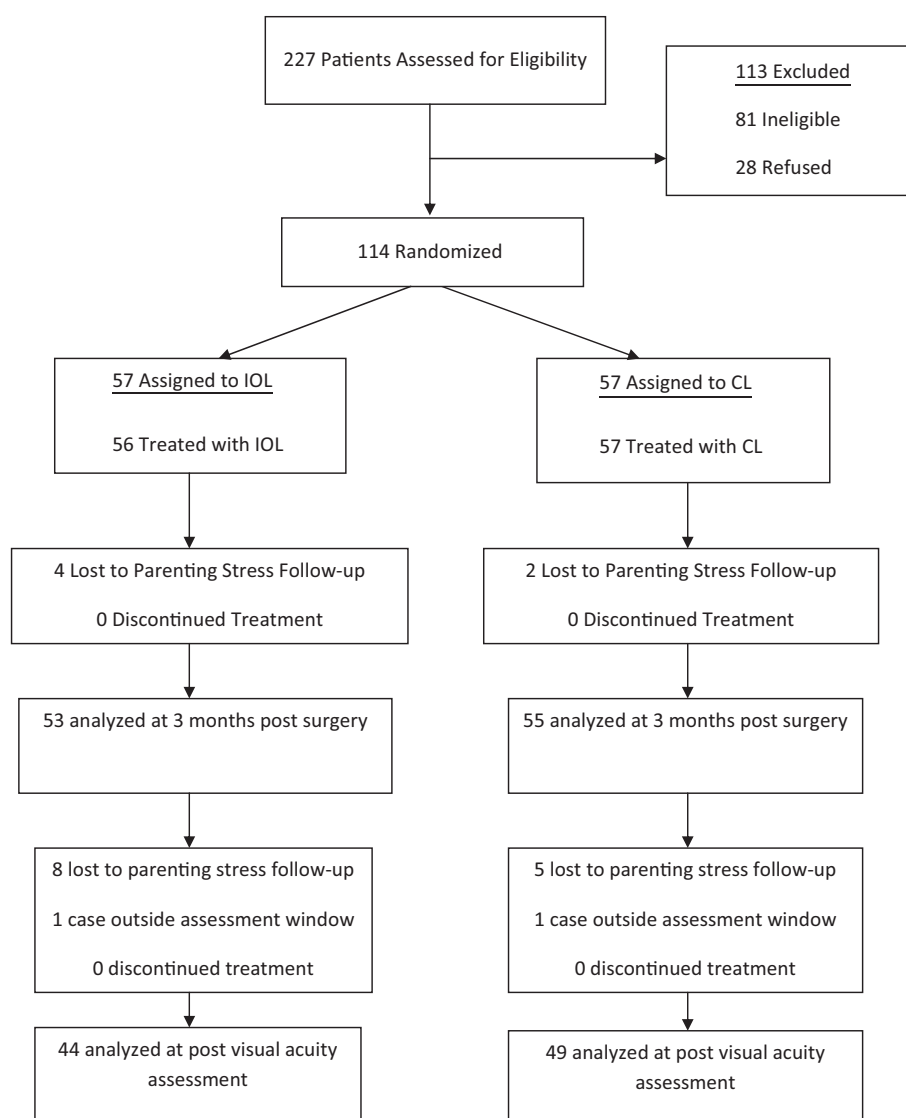 227 Patients Assessed for Eligibility
113 Excluded
81 Ineligible
28 Refused
114 Randomized
57 Assigned to IOL
56 Treated with IOL
57 Assigned to CL
57 Treated with CL
4 Lost to Parenting Stress Follow-up
0 Discontinued Treatment
2 Lost to Parenting Stress Follow-up
0 Discontinued Treatment
53 analyzed at 3 months post surgery
55 analyzed at 3 months post surgery
8 lost to parenting stress follow-up
1 case outside assessment window
0 discontinued treatment
5 lost to parenting stress follow-up
1 case outside assessment window
0 discontinued treatment
44 analyzed at post visual acuity
assessment
49 analyzed at post visual acuity
assessment